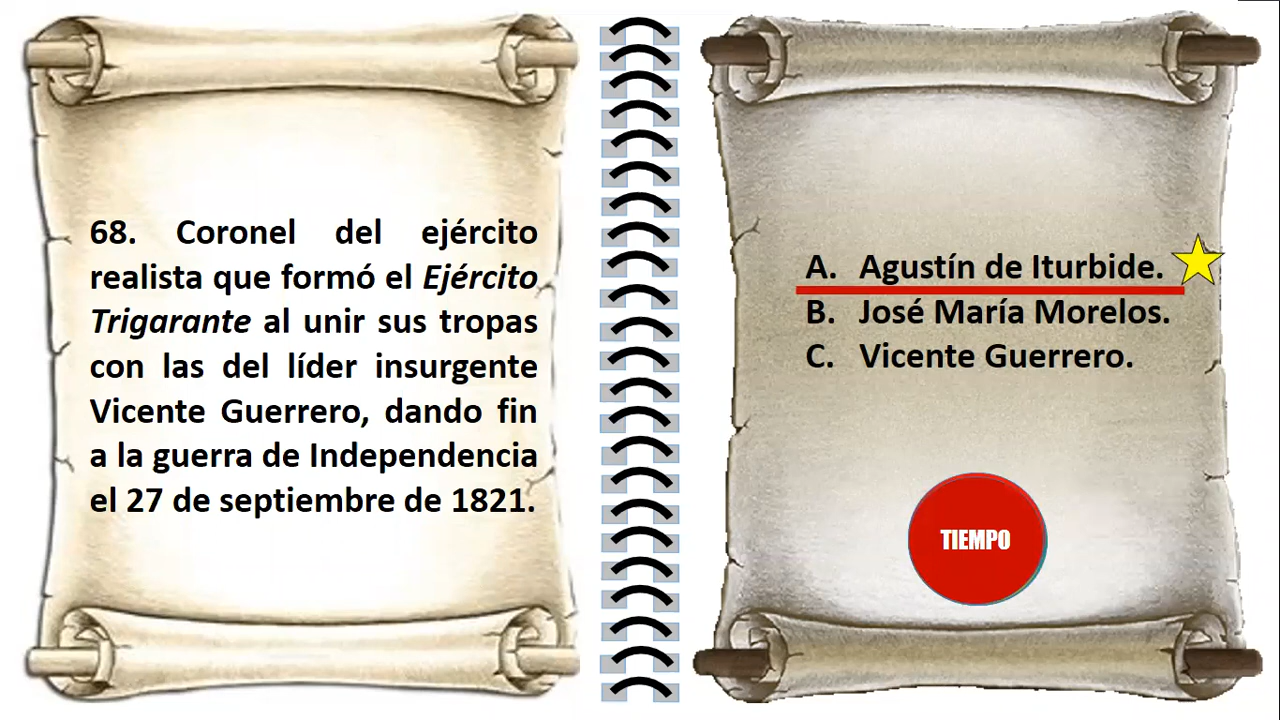 68. Coronel del ejército
realista que formó el Ejército
Trigarante al unir sus tropas
con las del líder insurgente
Vicente Guerrero, dando fin
a la guerra de Independencia
el 27 de septiembre de 1821.
A. Agustín de Iturbide.
B. José María Morelos.
C. Vicente Guerrero.
TIEMPO